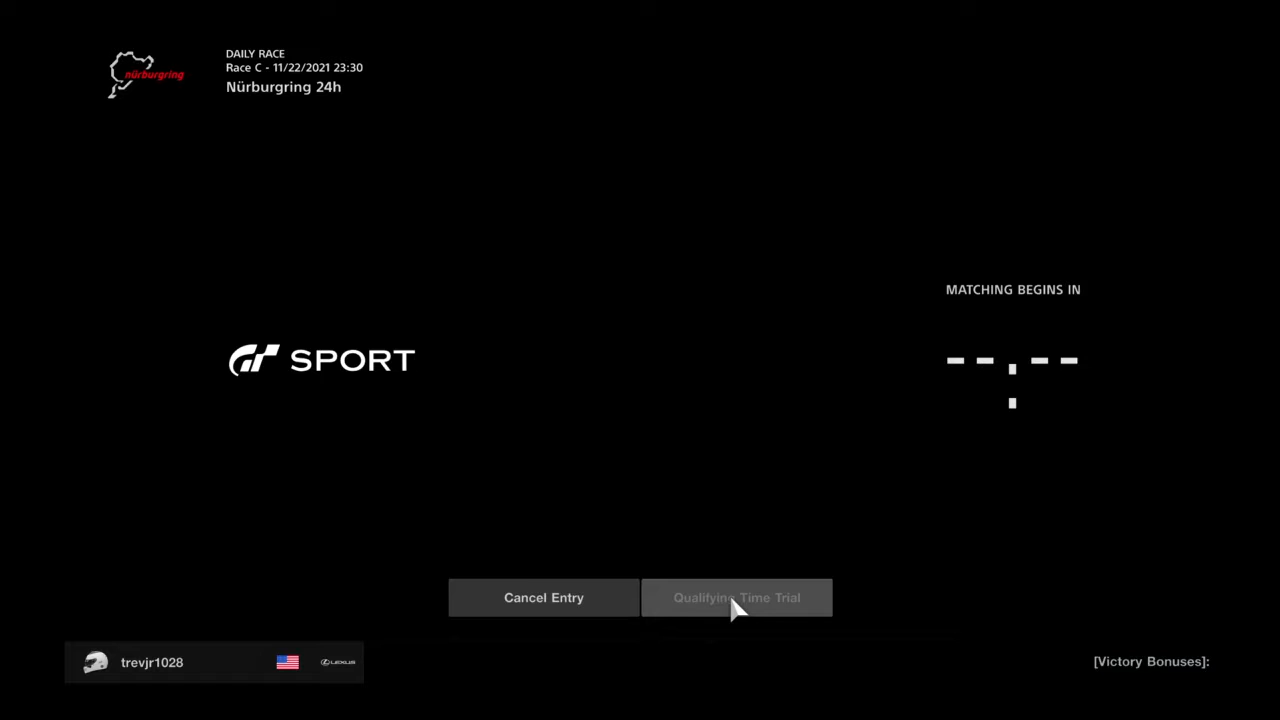 nürburgring
DAILY RACE
Race C - 11/22/2021 23:30
Nürburgring 24h
MATCHING BEGINS IN
GT SPORT
-- : --
Cancel Entry
Qualifying Time Trial
trevjr1028
LEXUS
[Victory Bonuses]: